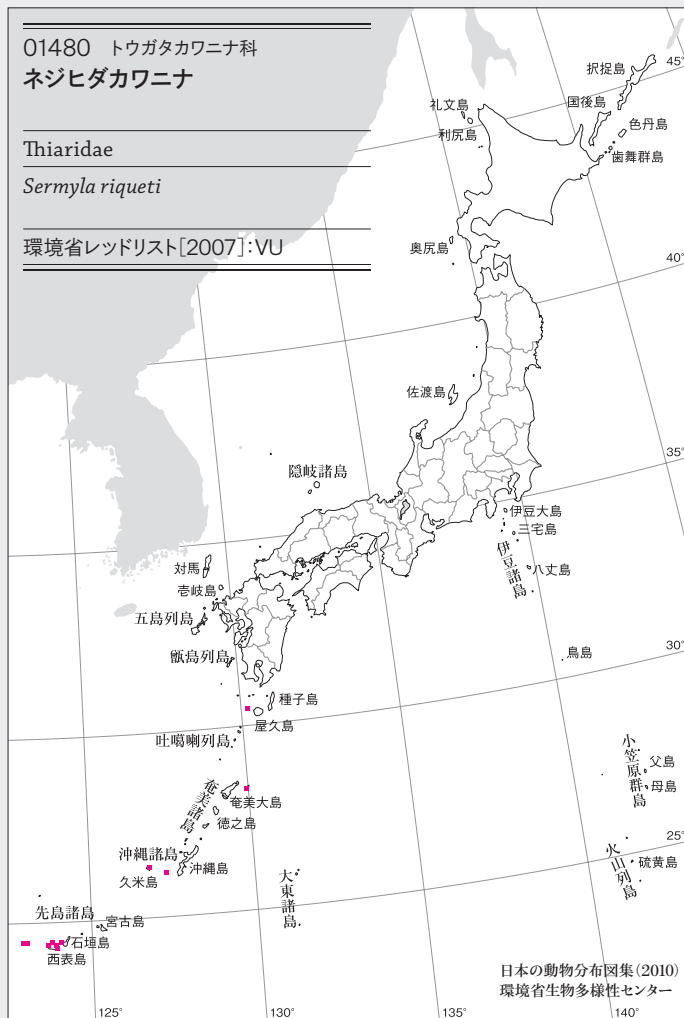 01480 トウガタカワニナ科
ネジヒダカワニナ
Thiaridae
Sermyla riqueti
環境省レッドリスト[2007]:VU
45°
択捉島
礼文島
国後島
色丹島
利尻島
歯舞群島
奥尻島
40°
佐渡島
35°
隠岐諸島
伊豆大島
三宅島
伊豆諸島
八丈島
対馬
壱岐島
五島列島
甑島列島
鳥島
30°
種子島
屋久島
吐噶喇列島
小笠原群島
父島
母島
奄美諸島
奄美大島
徳之島
25°
沖縄諸島
沖縄島
久米島
大東諸島
火山列島
硫黄島
先島諸島
宮古島
石垣島
西表島
日本の動物分布図集(2010)
環境省生物多様性センター
125°
130°
135°
140°